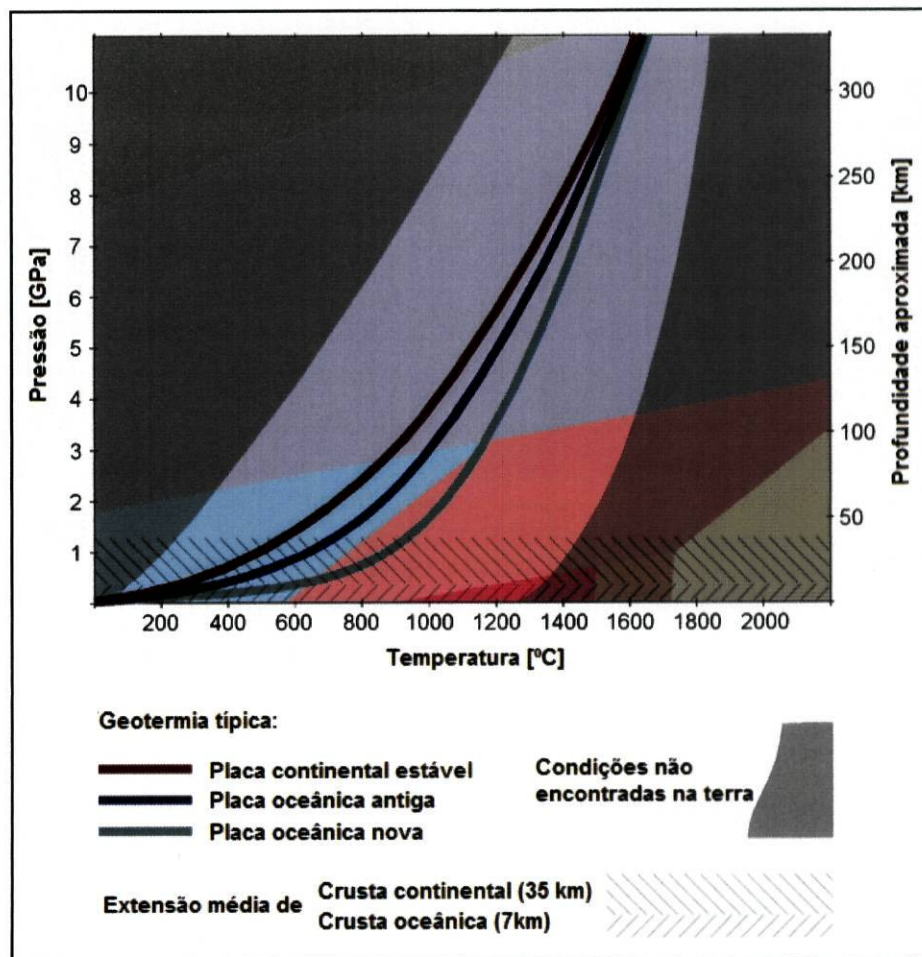 10
9
8
7
6
5
4
3
2
1
Pressão [GPa]
300
250
200
150
100
50
Profundidade aproximada [km]
200 400 600 800 1000 1200 1400 1600 1800 2000
Temperatura [ºC]
Geotermia típica:
Placa continental estável
Placa oceânica antiga
Placa oceânica nova
Condições não
encontradas na terra
Extensão média de
Crusta continental (35 km)
Crusta oceânica (7km)